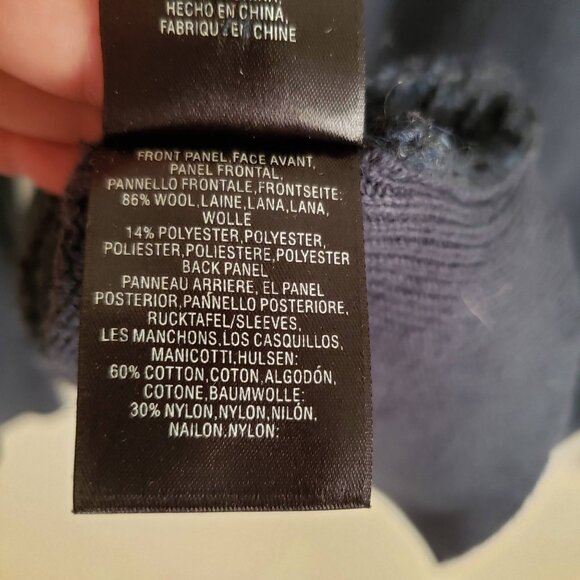 HECHO EN CHINA,
FABRIQUÉ EN CHINE
FRONT PANEL,FACE AVANT,
PANEL FRONTAL,
PANNELLO FRONTALE,FRONTSEITE:
86% WOOL,LAINE,LANA,LANA,
WOLLE
14% POLYESTER,POLYESTER,
POLIESTER,POLIESTERE,POLYESTER
BACK PANEL
PANNEAU ARRIERE, EL PANEL
POSTERIOR,PANNELLO POSTERIORE,
RUCKTAFEL/SLEEVES,
LES MANCHONS,LOS CASQUILLOS,
MANICOTTI,HULSEN:
60% COTTON,COTON,ALGODÓN,
COTONE,BAUMWOLLE:
30% NYLON,NYLON,NILÓN,
NAILON,NYLON: